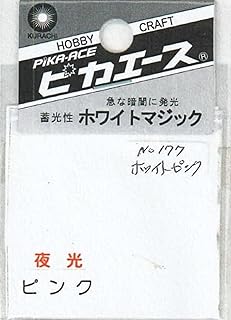 KURACHI
HOBBY CRAFT
PiKA-ACE
ピカエース®
急な暗闇に発光
蓄光性 ホワイトマジック
No 177
ホワイトピンク
夜光
ピンク